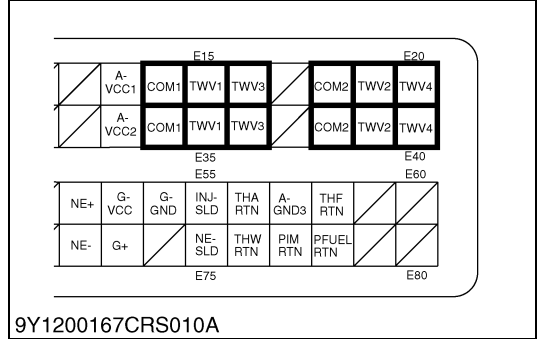 E15 E20
A-VCC1 COM1 TWV1 TWV3 COM2 TWV2 TWV4
A-VCC2 COM1 TWV1 TWV3 COM2 TWV2 TWV4
E35 E40
E55 E60
NE+ G-VCC G-GND INJ-SLD THA RTN A-GND3 THF RTN
NE- G+ NE-SLD THW RTN PIM RTN PFUEL RTN
E75 E80
9Y1200167CRS010A